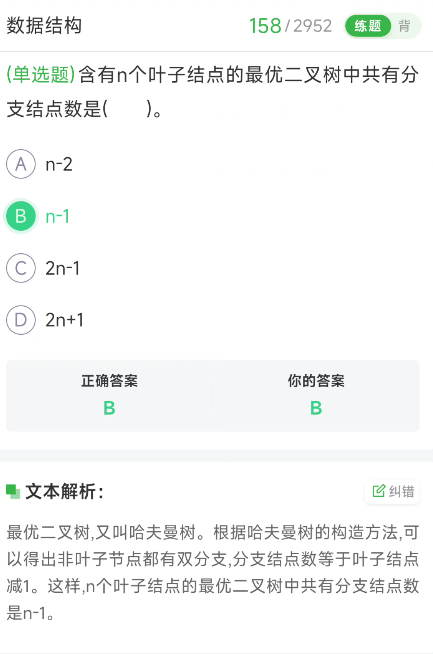 数据结构 158/2952 练题 背
(单选题)含有n个叶子结点的最优二叉树中共有分
支结点数是( )。
A n-2
B n-1
C 2n-1
D 2n+1
正确答案 你的答案
B B
文本解析： 纠错
最优二叉树,又叫哈夫曼树。根据哈夫曼树的构造方法,可
以得出非叶子节点都有双分支,分支结点数等于叶子结点
减1。这样,n个叶子结点的最优二叉树中共有分支结点数
是n-1。